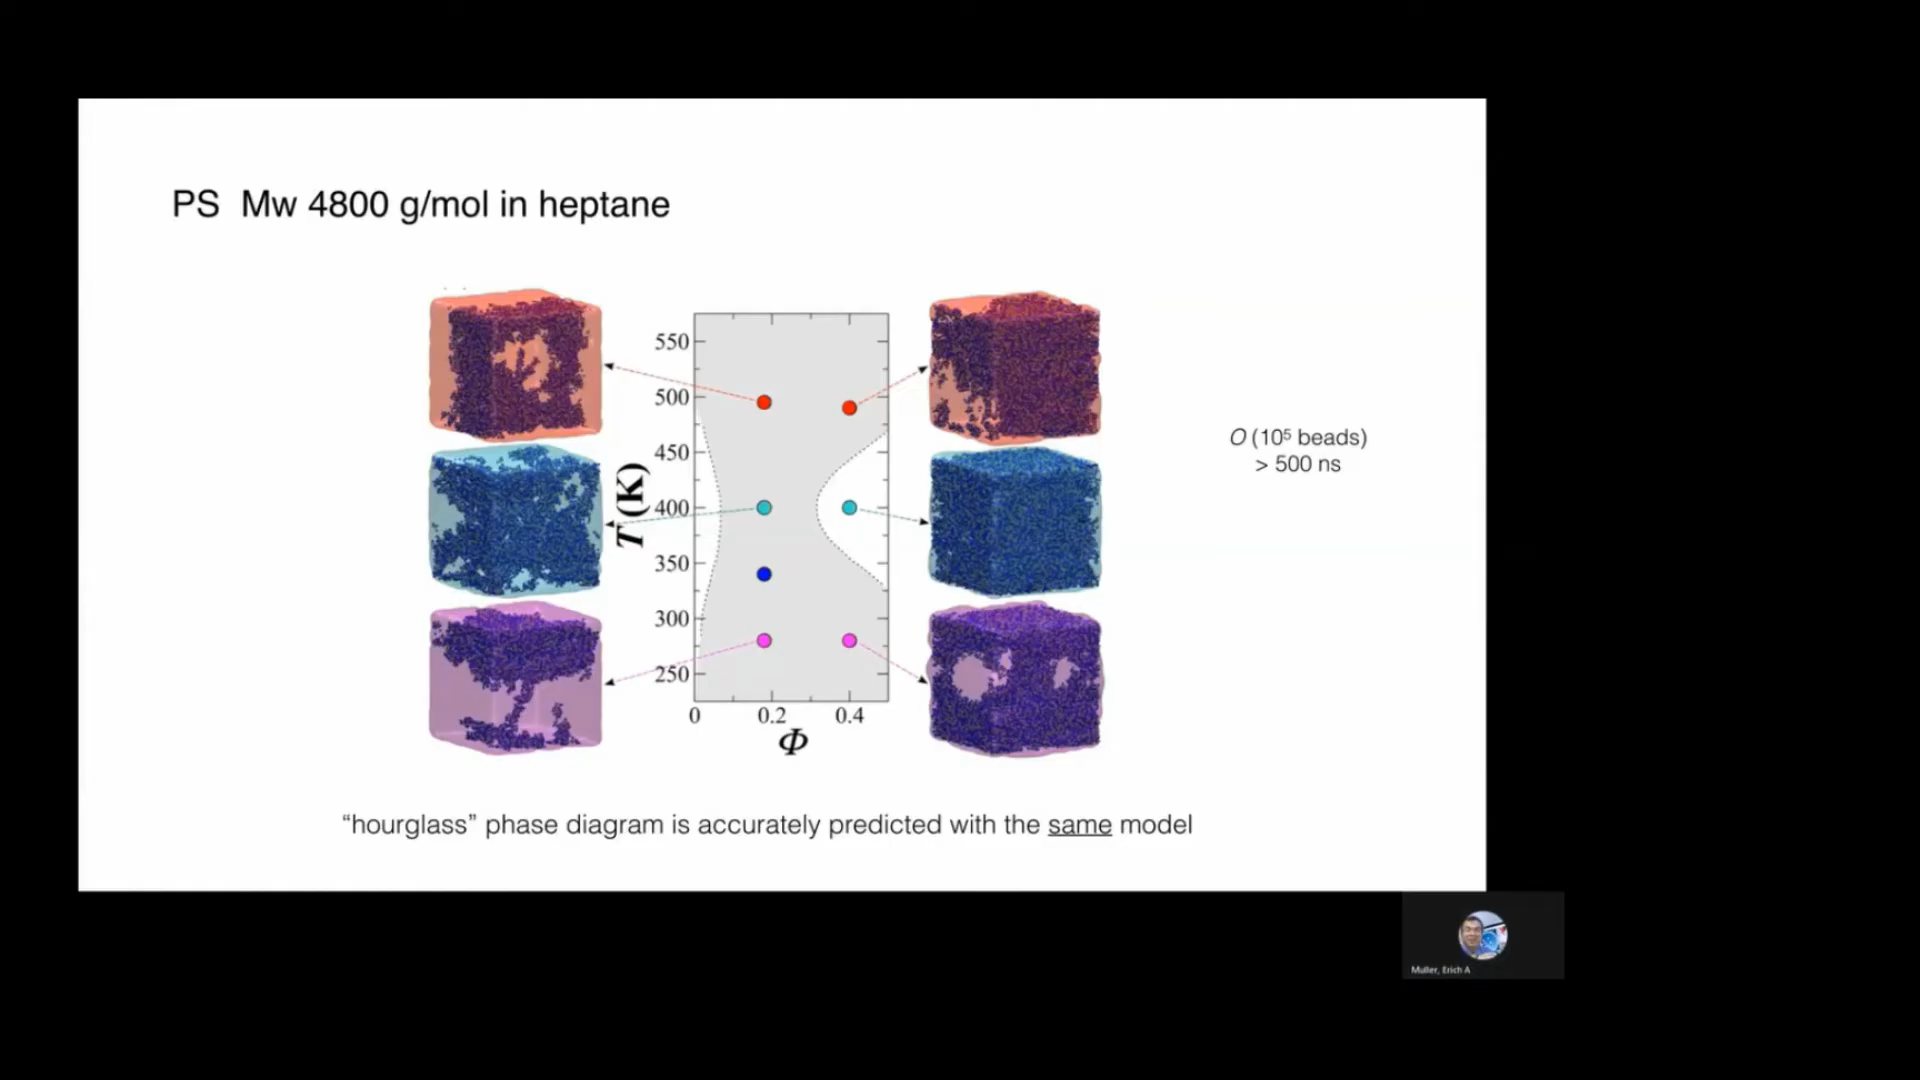 PS Mw 4800 g/mol in heptane
550
500
450
400
350
300
250
T (K)
0 0.2 0.4
Φ
O (10⁵ beads)
> 500 ns
“hourglass” phase diagram is accurately predicted with the same model
Muller, Erich A